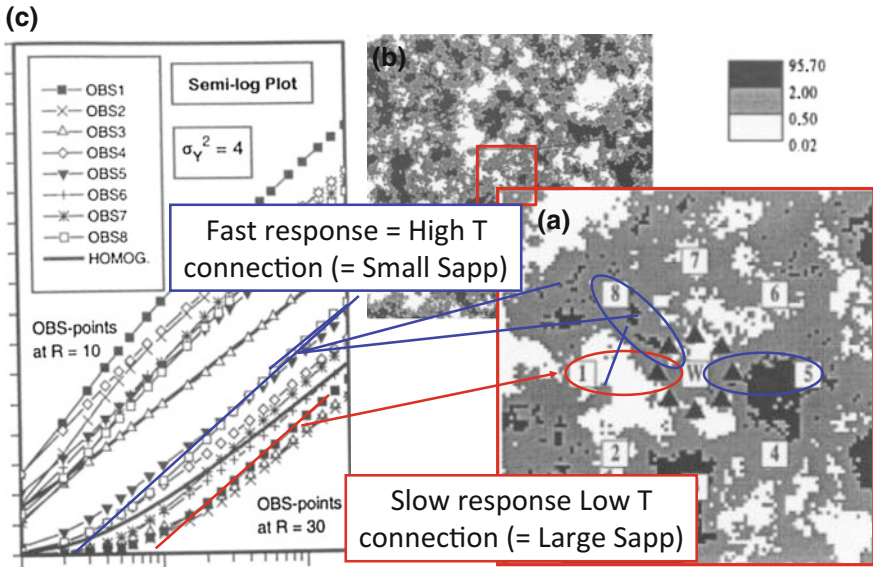 (c)
OBS1
OBS2
OBS3
OBS4
OBS5
OBS6
OBS7
OBS8
HOMOG.
Semi-log Plot
σY² = 4
OBS-points
at R = 10
OBS-points
at R = 30
(b)
95.70
2.00
0.50
0.02
Fast response = High T
connection (= Small Sapp)
(a)
7
8
6
1
W
5
2
4
Slow response Low T
connection (= Large Sapp)